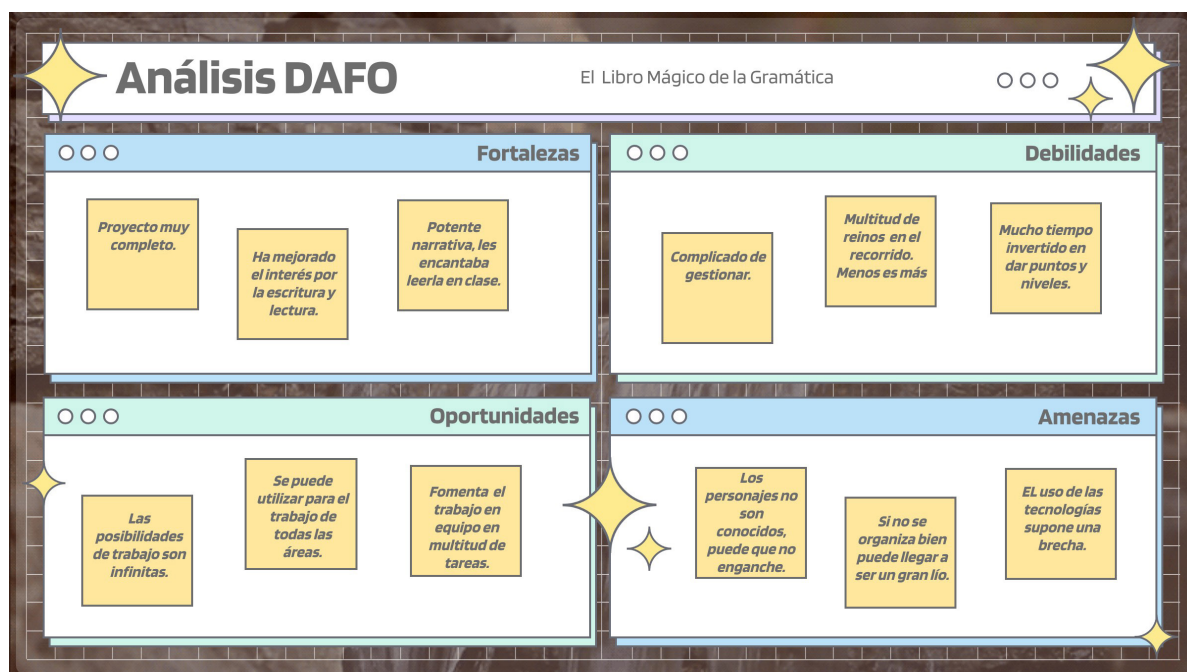 Análisis DAFO
El Libro Mágico de la Gramática
Fortalezas
Proyecto muy
completo.
Ha mejorado
el interés por
la escritura y
lectura.
Potente
narrativa, les
encantaba
leerla en clase.
Debilidades
Complicado de
gestionar.
Multitud de
reinos en el
recorrido.
Menos es más
Mucho tiempo
invertido en
dar puntos y
niveles.
Oportunidades
Las
posibilidades
de trabajo son
infinitas.
Se puede
utilizar para el
trabajo de
todas las
áreas.
Fomenta el
trabajo en
equipo en
multitud de
tareas.
Amenazas
Los
personajes no
son
conocidos,
puede que no
enganche.
Si no se
organiza bien
puede llegar a
ser un gran lío.
EL uso de las
tecnologías
supone una
brecha.